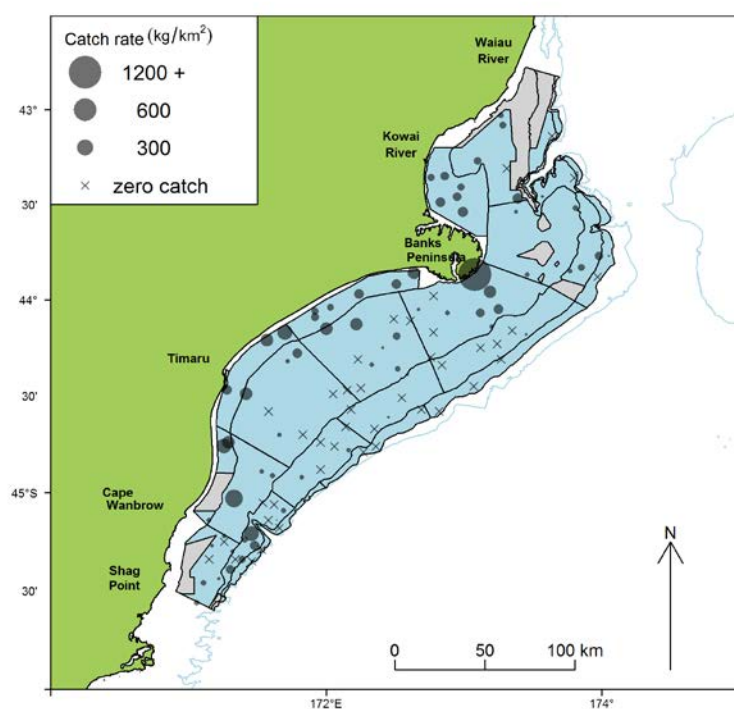 Catch rate (kg/km²)
1200 +
600
300
zero catch
Waiau
River
43°
Kowai
River
30'
Banks
Peninsula
44°
Timaru
30'
45°S
Cape
Wanbrow
Shag
Point
30'
N
0 50 100 km
172°E
174°